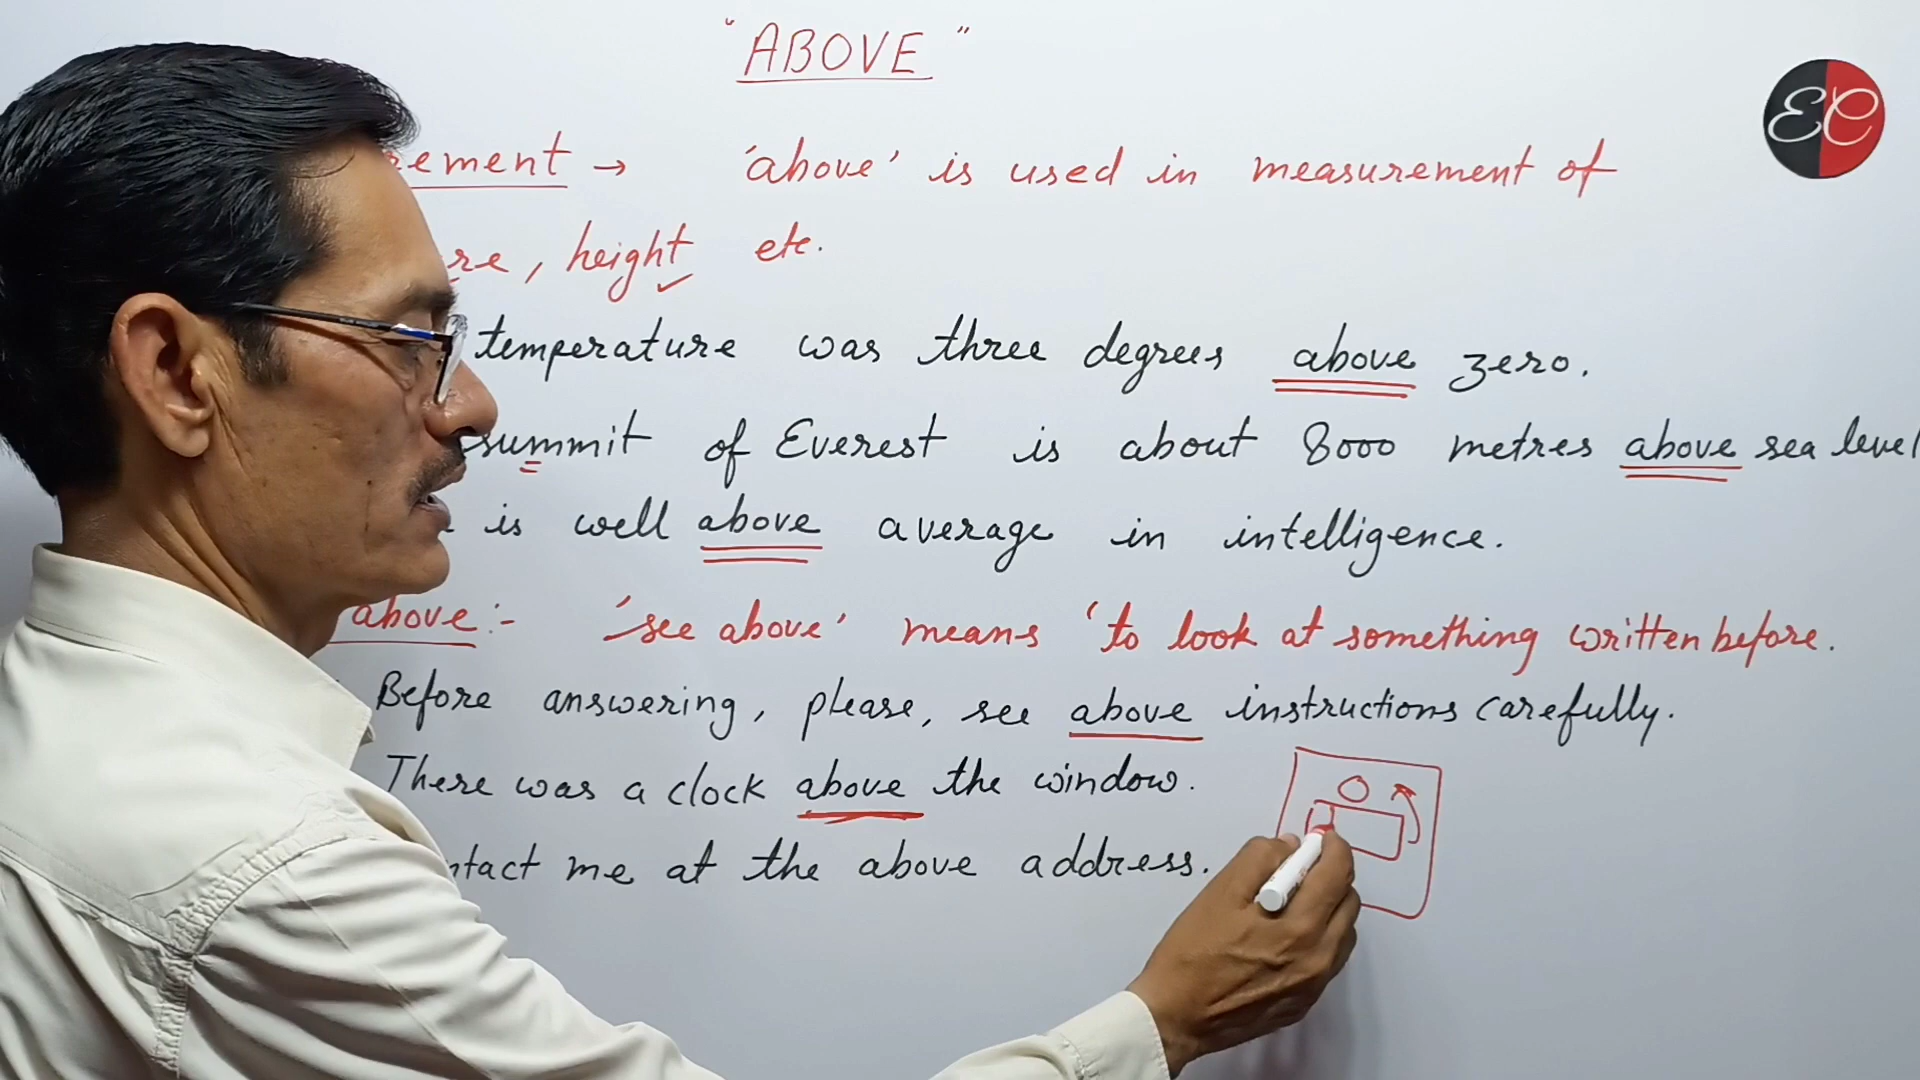 "ABOVE"
EC
rement → 'above' is used in measurement of
re, height etc.
temperature was three degrees above zero.
summit of Everest is about 8000 metres above sea level
is well above average in intelligence.
above:- 'see above' means 'to look at something written before.
Before answering, please, see above instructions carefully.
There was a clock above the window.
ntact me at the above address.